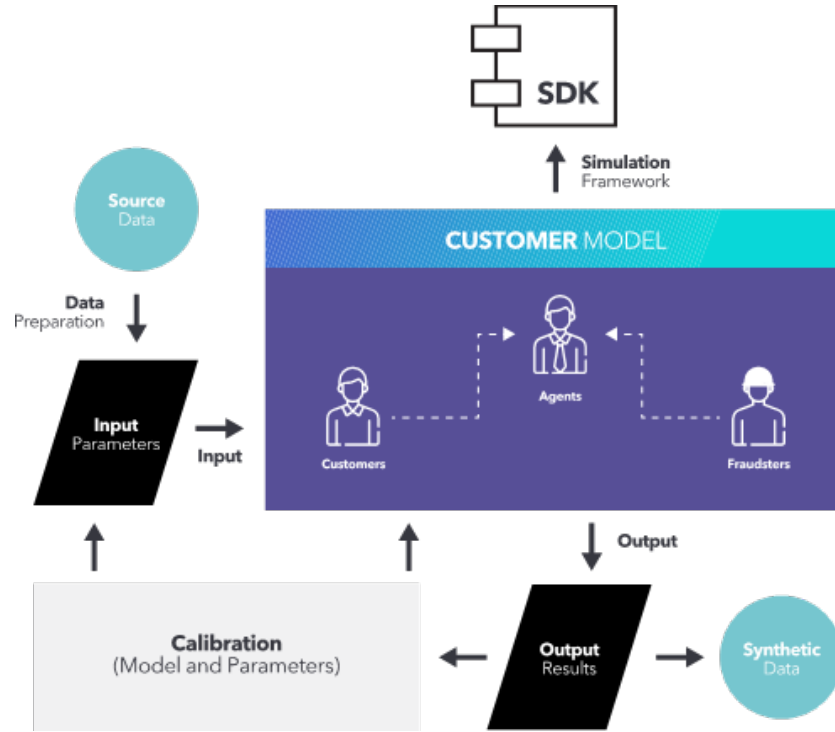 SDK
Simulation
Framework
Source
Data
CUSTOMER MODEL
Data
Preparation
Agents
Input
Parameters
Input
Customers
Fraudsters
Output
Calibration
(Model and Parameters)
Output
Results
Synthetic
Data